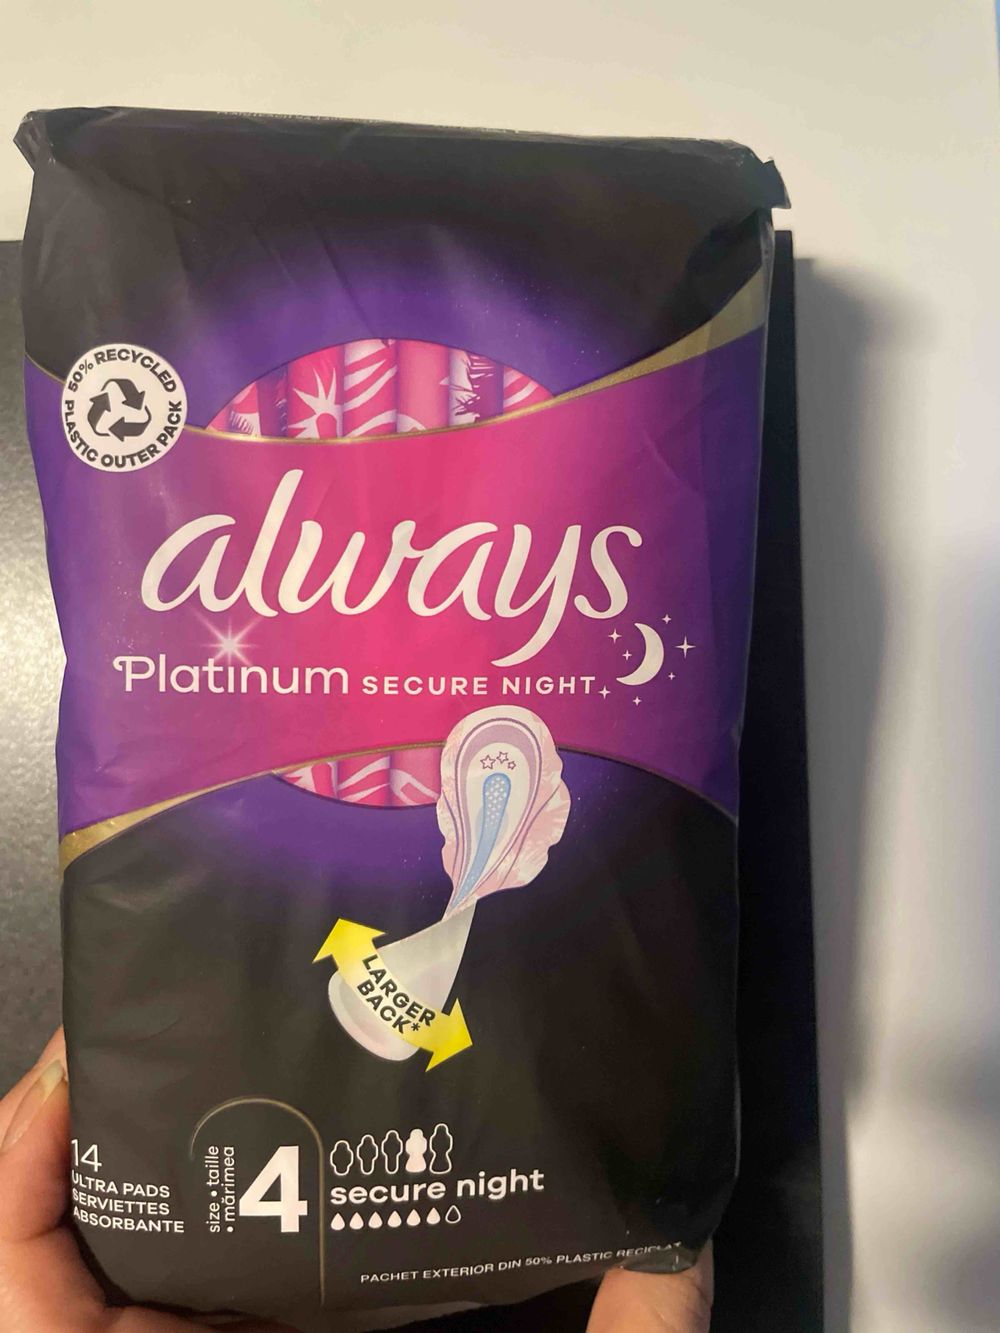 50% RECYCLED
PLASTIC OUTER PACK
always
Platinum SECURE NIGHT
LARGER
BACK*
14
ULTRA PADS
SERVIETTES
ABSORBANTE
size • taille
• mărimea
4
secure night
PACHET EXTERIOR DIN 50% PLASTIC RECICLAT